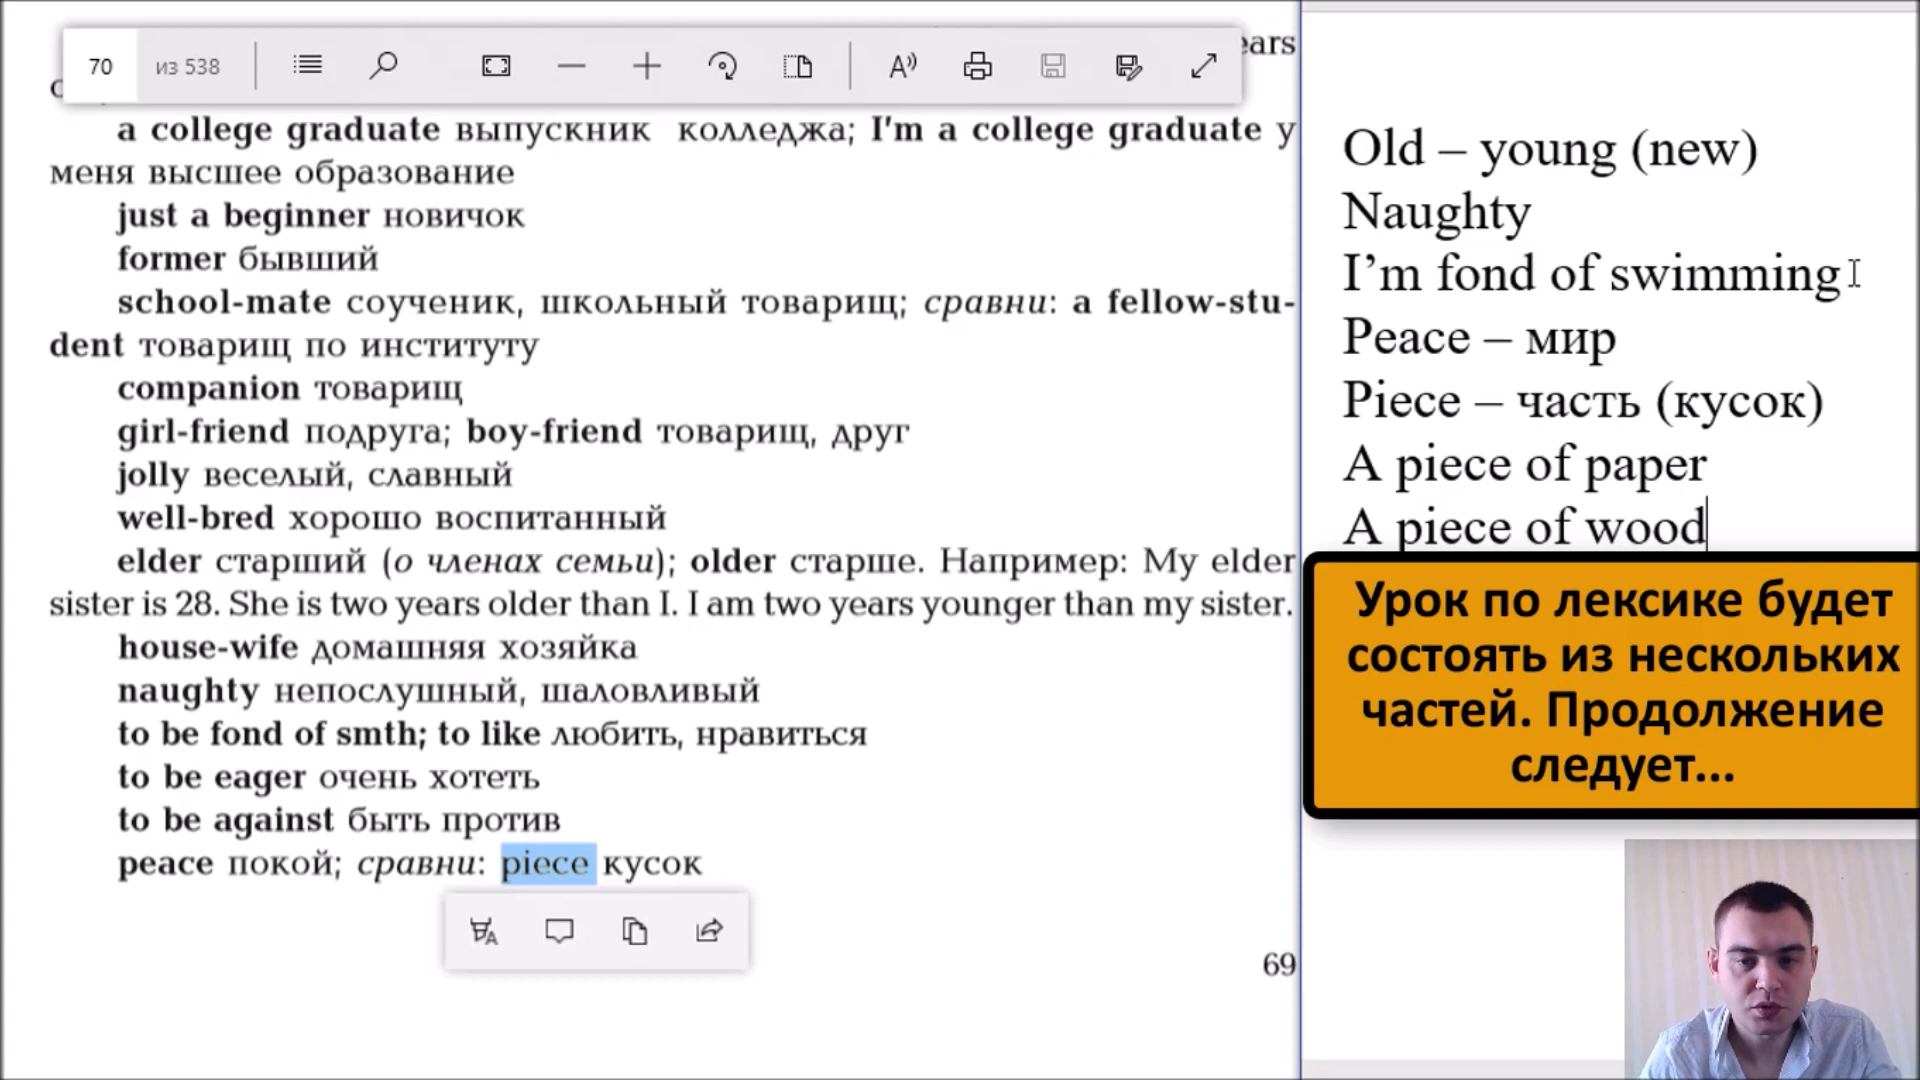 70 из 538
ears
a college graduate выпускник колледжа; I'm a college graduate у
меня высшее образование
just a beginner новичок
former бывший
school-mate соученик, школьный товарищ; сравни: a fellow-stu-
dent товарищ по институту
companion товарищ
girl-friend подруга; boy-friend товарищ, друг
jolly веселый, славный
well-bred хорошо воспитанный
elder старший (о членах семьи); older старше. Например: My elder
sister is 28. She is two years older than I. I am two years younger than my sister.
house-wife домашняя хозяйка
naughty непослушный, шаловливый
to be fond of smth; to like любить, нравиться
to be eager очень хотеть
to be against быть против
peace покой; сравни: piece кусок
69
Old – young (new)
Naughty
I’m fond of swimming
Peace – мир
Piece – часть (кусок)
A piece of paper
A piece of wood
Урок по лексике будет
состоять из нескольких
частей. Продолжение
следует...